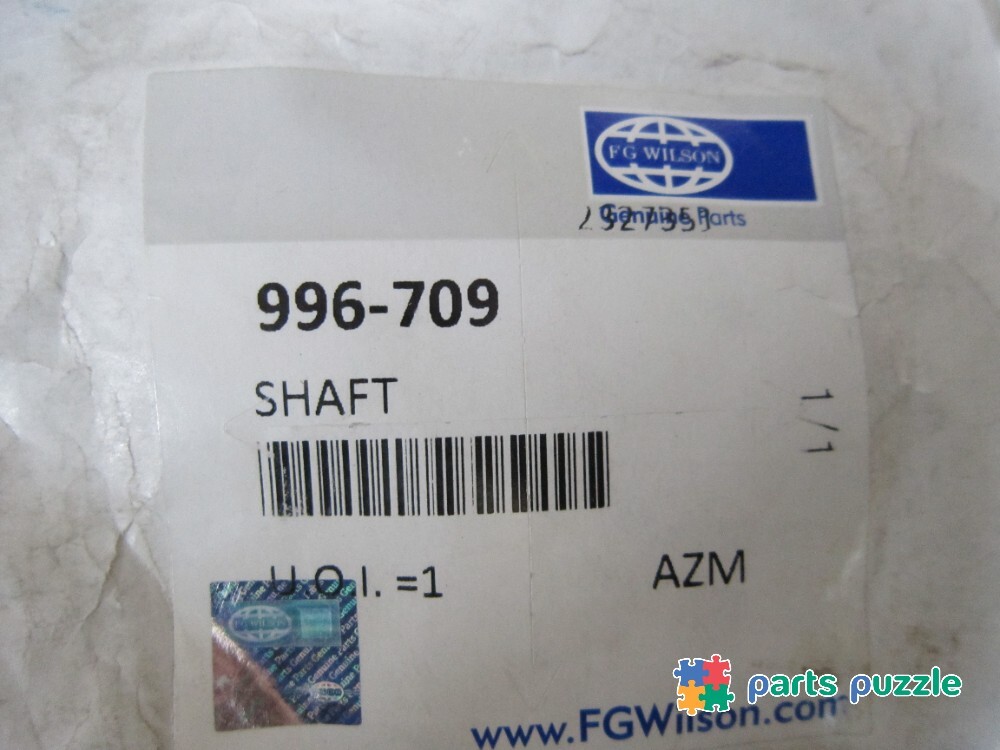 FG WILSON
Genuine Parts
996-709
SHAFT
1/1
U.O.I. =1
AZM
www.FGWilson.com
parts puzzle